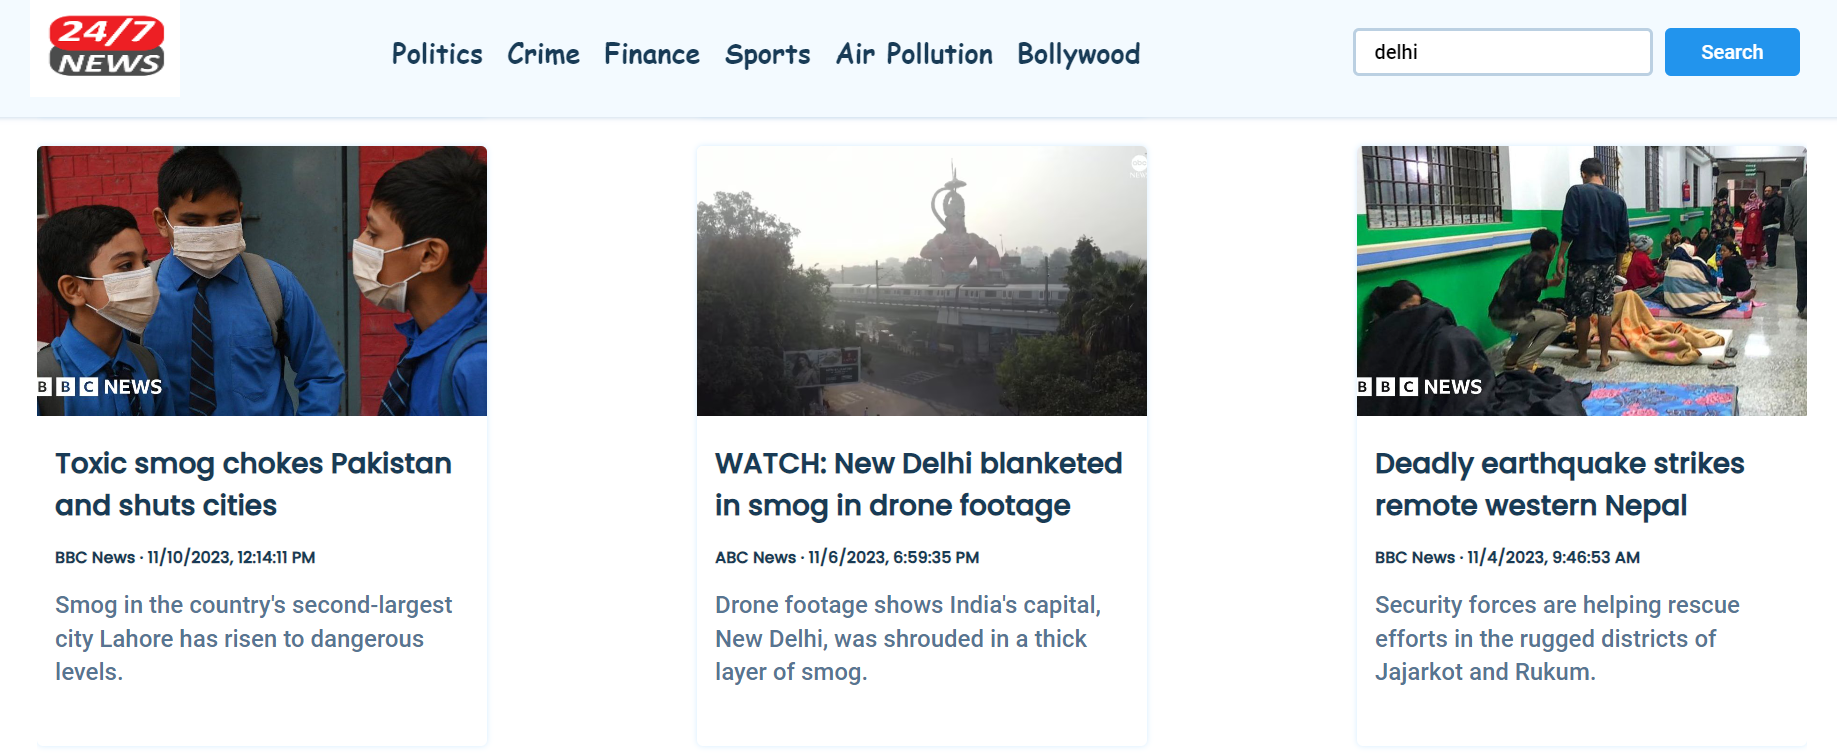 24/7
NEWS
Politics Crime Finance Sports Air Pollution Bollywood
delhi
Search
abc
NEWS
BBC NEWS
BBC NEWS
Toxic smog chokes Pakistan
and shuts cities
BBC News · 11/10/2023, 12:14:11 PM
Smog in the country's second-largest
city Lahore has risen to dangerous
levels.
WATCH: New Delhi blanketed
in smog in drone footage
ABC News · 11/6/2023, 6:59:35 PM
Drone footage shows India's capital,
New Delhi, was shrouded in a thick
layer of smog.
Deadly earthquake strikes
remote western Nepal
BBC News · 11/4/2023, 9:46:53 AM
Security forces are helping rescue
efforts in the rugged districts of
Jajarkot and Rukum.